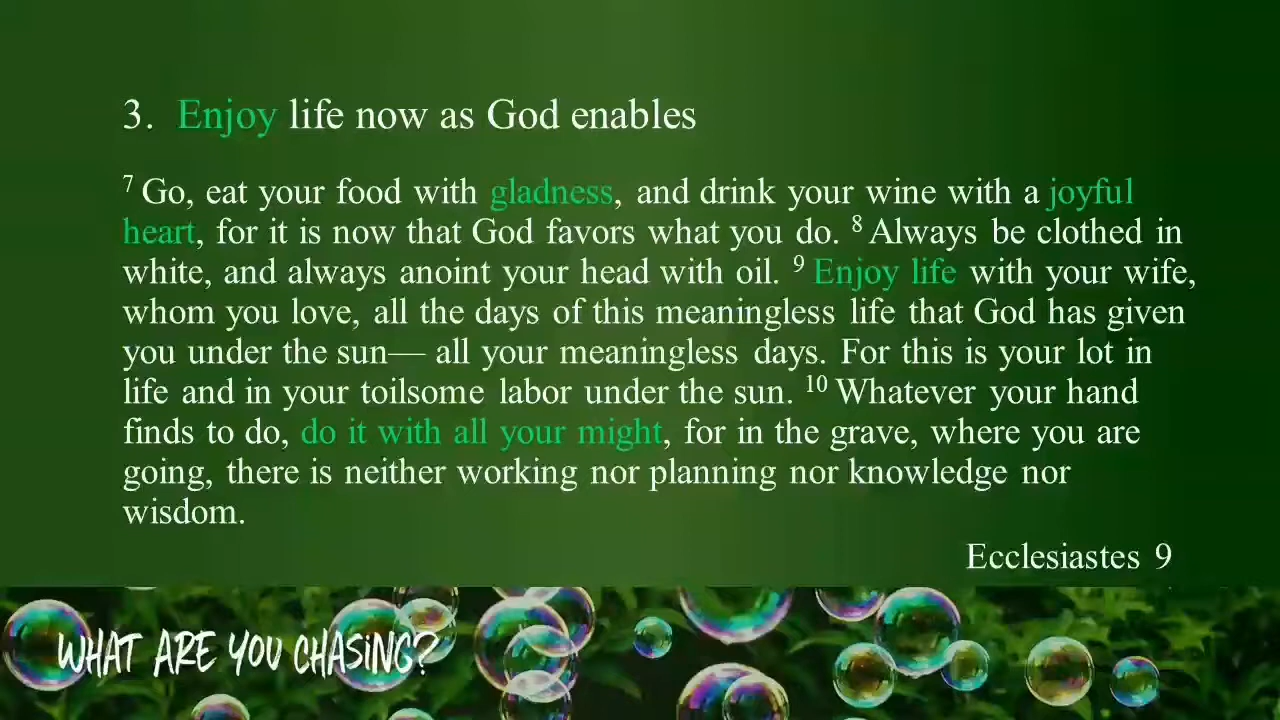 3. Enjoy life now as God enables
⁷ Go, eat your food with gladness, and drink your wine with a joyful
heart, for it is now that God favors what you do. ⁸ Always be clothed in
white, and always anoint your head with oil. ⁹ Enjoy life with your wife,
whom you love, all the days of this meaningless life that God has given
you under the sun— all your meaningless days. For this is your lot in
life and in your toilsome labor under the sun. ¹⁰ Whatever your hand
finds to do, do it with all your might, for in the grave, where you are
going, there is neither working nor planning nor knowledge nor
wisdom.
Ecclesiastes 9
WHAT ARE YOU CHASING?